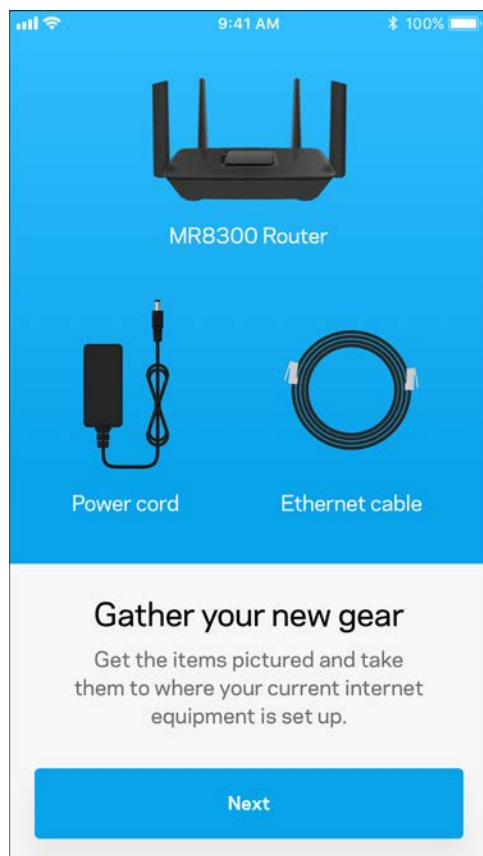 9:41 AM
100%
MR8300 Router
Power cord
Ethernet cable
Gather your new gear
Get the items pictured and take
them to where your current internet
equipment is set up.
Next